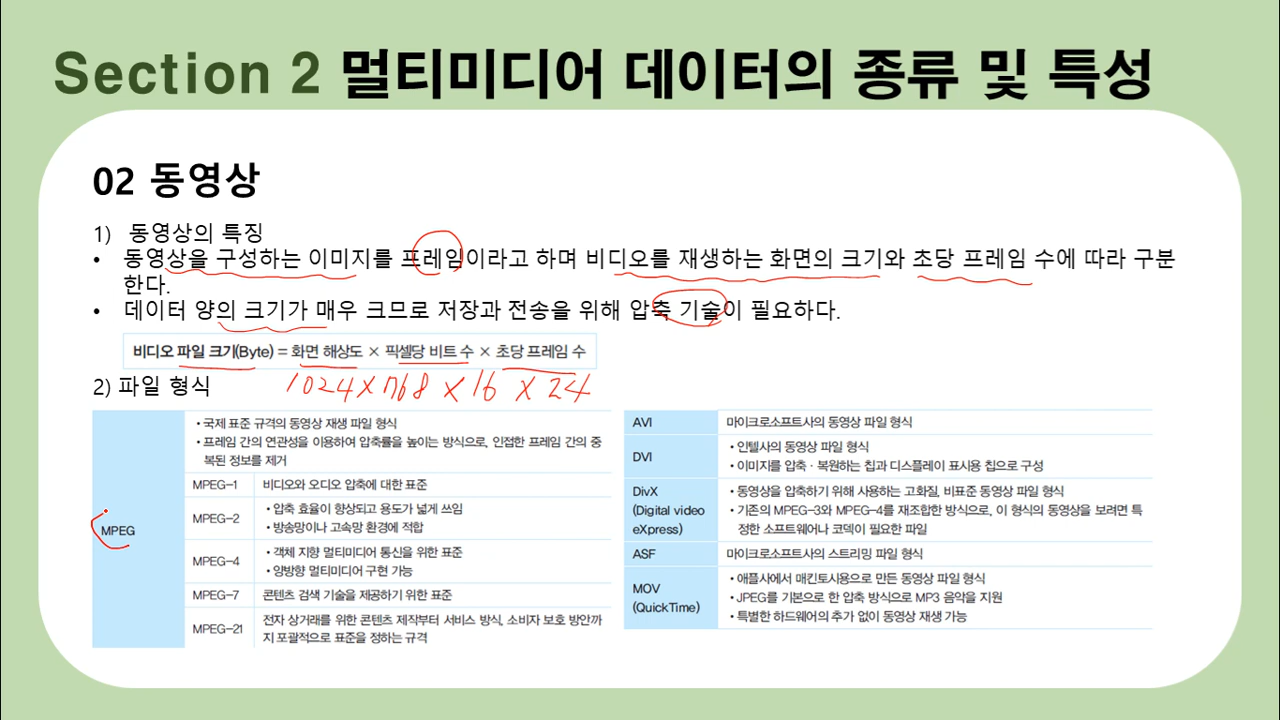 Section 2 멀티미디어 데이터의 종류 및 특성
02 동영상
1) 동영상의 특징
• 동영상을 구성하는 이미지를 프레임이라고 하며 비디오를 재생하는 화면의 크기와 초당 프레임 수에 따라 구분
한다.
• 데이터 양의 크기가 매우 크므로 저장과 전송을 위해 압축 기술이 필요하다.
비디오 파일 크기(Byte) = 화면 해상도 × 픽셀당 비트 수 × 초당 프레임 수
1024 × 768 × 16 × 24
2) 파일 형식
MPEG
• 국제 표준 규격의 동영상 재생 파일 형식
• 프레임 간의 연관성을 이용하여 압축률을 높이는 방식으로, 인접한 프레임 간의 중
복된 정보를 제거
MPEG-1 비디오와 오디오 압축에 대한 표준
MPEG-2
• 압축 효율이 향상되고 용도가 넓게 쓰임
• 방송망이나 고속망 환경에 적합
MPEG-4
• 객체 지향 멀티미디어 통신을 위한 표준
• 양방향 멀티미디어 구현 가능
MPEG-7 콘텐츠 검색 기술을 제공하기 위한 표준
MPEG-21
전자 상거래를 위한 콘텐츠 제작부터 서비스 방식, 소비자 보호 방안까
지 포괄적으로 표준을 정하는 규격
AVI 마이크로소프트사의 동영상 파일 형식
DVI
• 인텔사의 동영상 파일 형식
• 이미지를 압축 · 복원하는 칩과 디스플레이 표시용 칩으로 구성
DivX
(Digital video
eXpress)
• 동영상을 압축하기 위해 사용하는 고화질, 비표준 동영상 파일 형식
• 기존의 MPEG-3와 MPEG-4를 재조합한 방식으로, 이 형식의 동영상을 보려면 특
정한 소프트웨어나 코덱이 필요한 파일
ASF 마이크로소프트사의 스트리밍 파일 형식
MOV
(QuickTime)
• 애플사에서 매킨토시용으로 만든 동영상 파일 형식
• JPEG를 기본으로 한 압축 방식으로 MP3 음악을 지원
• 특별한 하드웨어의 추가 없이 동영상 재생 가능